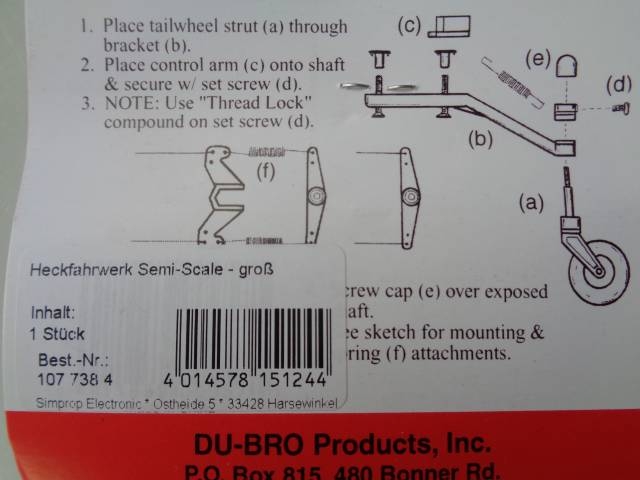 1. Place tailwheel strut (a) through
bracket (b).
2. Place control arm (c) onto shaft
& secure w/ set screw (d).
3. NOTE: Use "Thread Lock"
compound on set screw (d).
(c)
(e)
(d)
(b)
(a)
(f)
Heckfahrwerk Semi-Scale - groß
Inhalt:
1 Stück
Best.-Nr.:
107 738 4
4 014578 151244
Simprop Electronic * Ostheide 5 * 33428 Harsewinkel
crew cap (e) over exposed
aft.
ee sketch for mounting &
ring (f) attachments.
DU-BRO Products, Inc.
P.O. Box 815, 480 Bonner Rd.